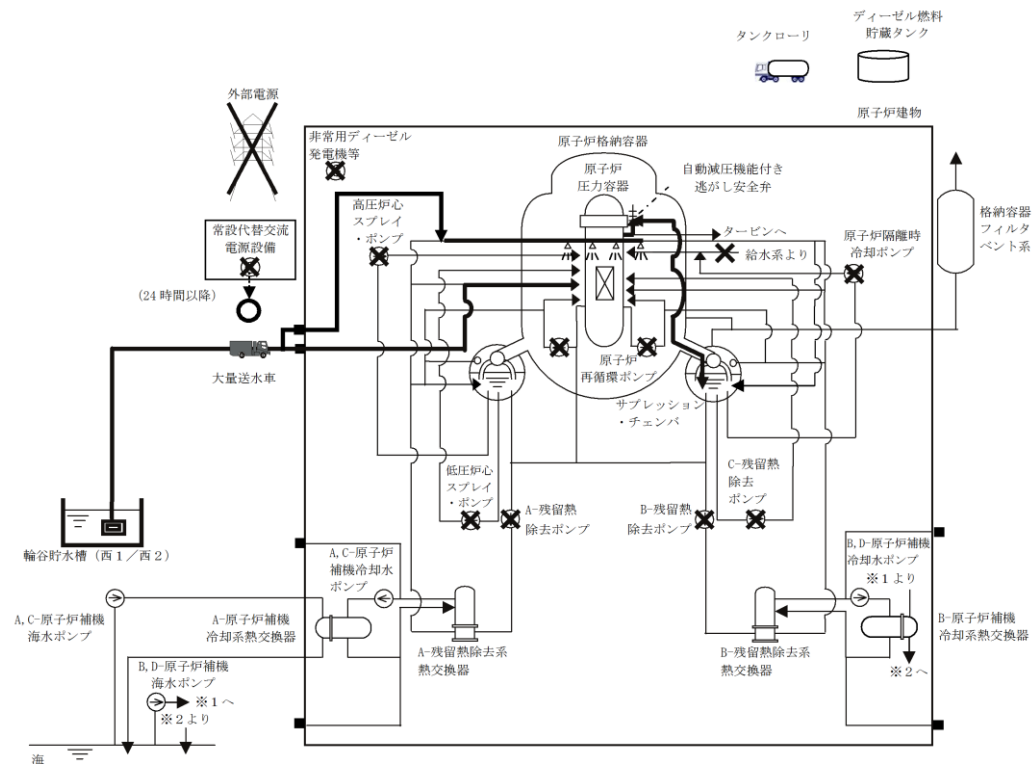 ディーゼル燃料
貯蔵タンク
タンクローリ
外部電源
原子炉建物
非常用ディーゼル
発電機等
原子炉格納容器
原子炉
圧力容器
自動減圧機能付き
逃がし安全弁
高圧炉心
スプレイ
・ポンプ
常設代替交流
電源設備
タービンへ
給水系より
原子炉隔離時
冷却ポンプ
格納容器
フィルタ
ベント系
(24時間以降)
大量送水車
原子炉
再循環ポンプ
サプレッション
・チェンバ
低圧炉心
スプレイ・ポンプ
A-残留熱
除去ポンプ
B-残留熱
除去ポンプ
C-残留熱
除去
ポンプ
輪谷貯水槽(西1/西2)
A,C-原子炉
補機冷却水
ポンプ
B,D-原子炉補機
冷却水ポンプ
※1より
A,C-原子炉補機
海水ポンプ
A-原子炉補機
冷却系熱交換器
A-残留熱除去系
熱交換器
B-残留熱除去系
熱交換器
B-原子炉補機
冷却系熱交換器
※2へ
B,D-原子炉補機
海水ポンプ
※1へ
※2より
海